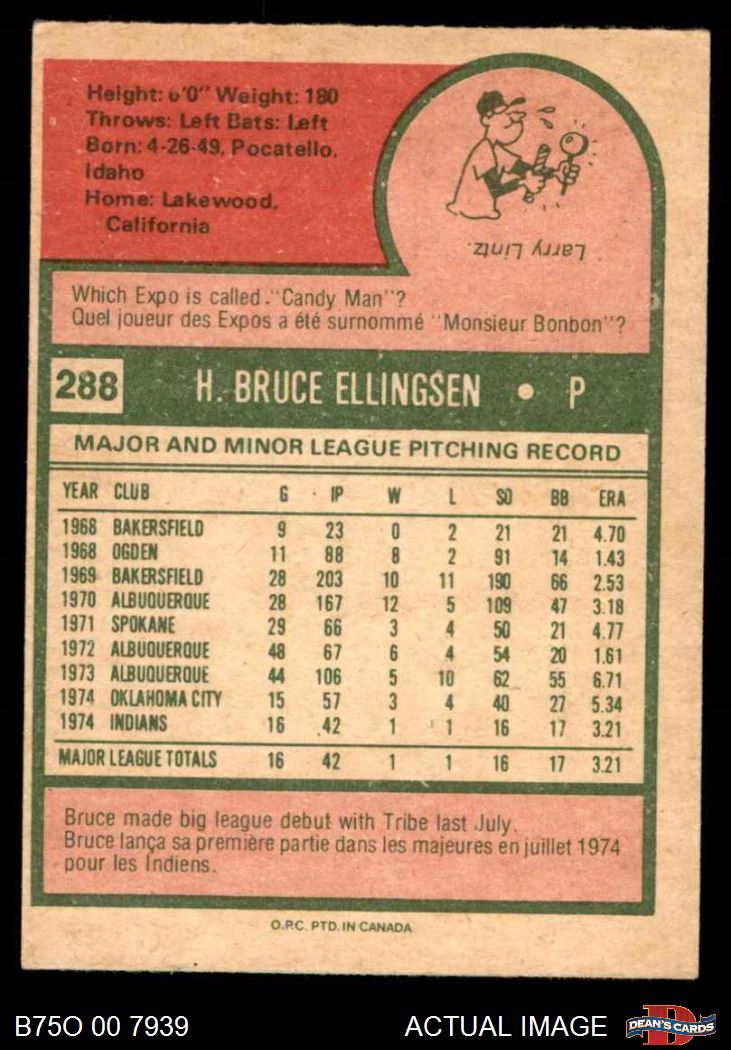 Height: 6'0" Weight: 180
Throws: Left Bats: Left
Born: 4-26-49, Pocatello,
Idaho
Home: Lakewood,
California
Larry Lintz.
Which Expo is called "Candy Man"?
Quel joueur des Expos a été surnommé "Monsieur Bonbon"?
288 H. BRUCE ELLINGSEN • P
MAJOR AND MINOR LEAGUE PITCHING RECORD
YEAR CLUB G IP W L SO BB ERA
1968 BAKERSFIELD 9 23 0 2 21 21 4.70
1968 OGDEN 11 88 8 2 91 14 1.43
1969 BAKERSFIELD 28 203 10 11 190 66 2.53
1970 ALBUQUERQUE 28 167 12 5 109 47 3.18
1971 SPOKANE 29 66 3 4 50 21 4.77
1972 ALBUQUERQUE 48 67 6 4 54 20 1.61
1973 ALBUQUERQUE 44 106 5 10 62 55 6.71
1974 OKLAHOMA CITY 15 57 3 4 40 27 5.34
1974 INDIANS 16 42 1 1 16 17 3.21
MAJOR LEAGUE TOTALS 16 42 1 1 16 17 3.21
Bruce made big league debut with Tribe last July.
Bruce lança sa première partie dans les majeures en juillet 1974
pour les Indiens.
O.P.C. PTD. IN CANADA
B75O 00 7939 ACTUAL IMAGE D DEAN'S CARDS